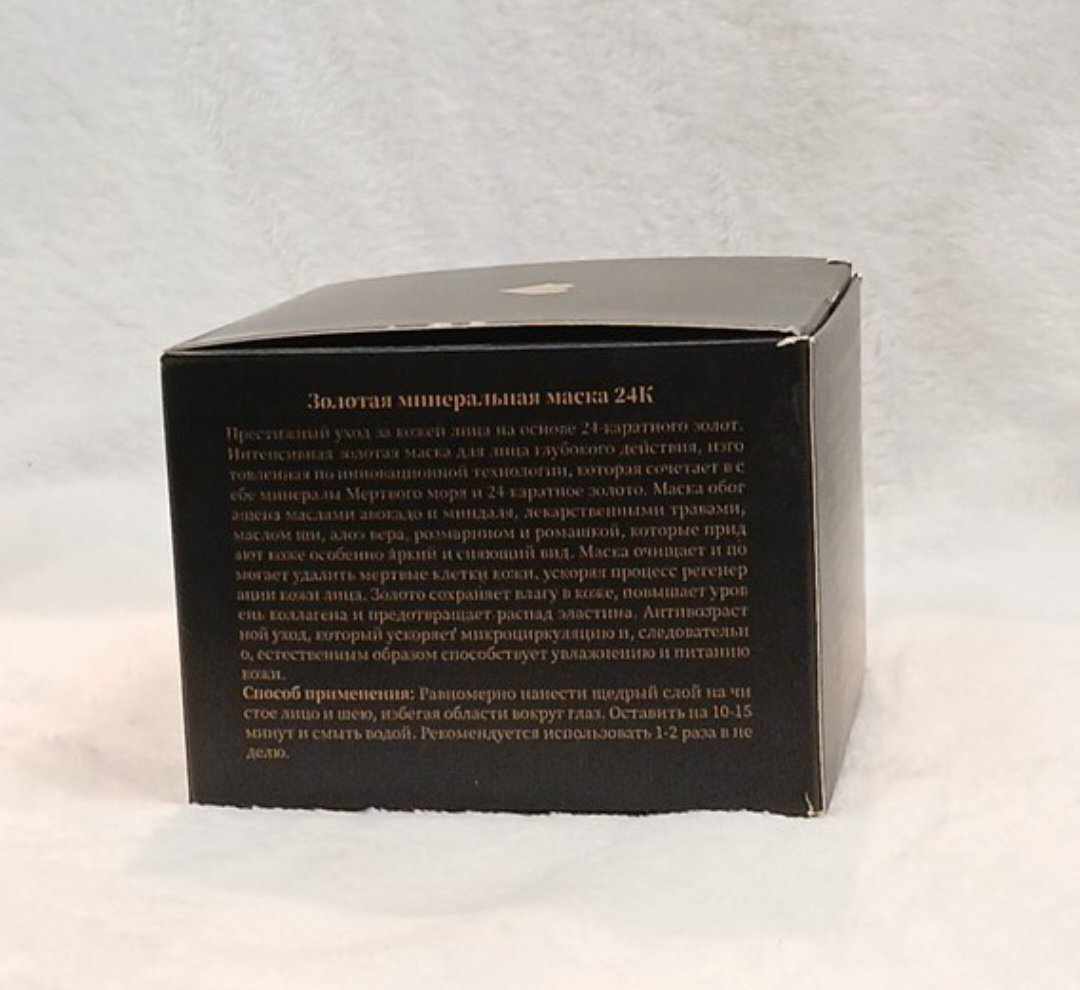 Золотая минеральная маска 24К
Престижный уход за кожей лица на основе 24-каратного золот.
Интенсивная золотая маска для лица глубокого действия, изго
товленная по инновационной технологии, которая сочетает в с
ебе минералы Мертвого моря и 24 каратное золото. Маска обог
ащена маслами авокадо и миндаля, лекарственными травами,
маслом ши, алоэ вера, розмарином и ромашкой, которые прид
ают коже особенно яркий и сияющий вид. Маска очищает и по
могает удалить мертвые клетки кожи, ускоряя процесс регенер
ации кожи лица. Золото сохраняет влагу в коже, повышает уров
ень коллагена и предотвращает распад эластина. Антивозраст
ной уход, который ускоряет микроциркуляцию и, следовательн
о, естественным образом способствует увлажнению и питанию
кожи.
Способ применения: Равномерно нанести щедрый слой на чи
стое лицо и шею, избегая области вокруг глаз. Оставить на 10-15
минут и смыть водой. Рекомендуется использовать 1-2 раза в не
делю.